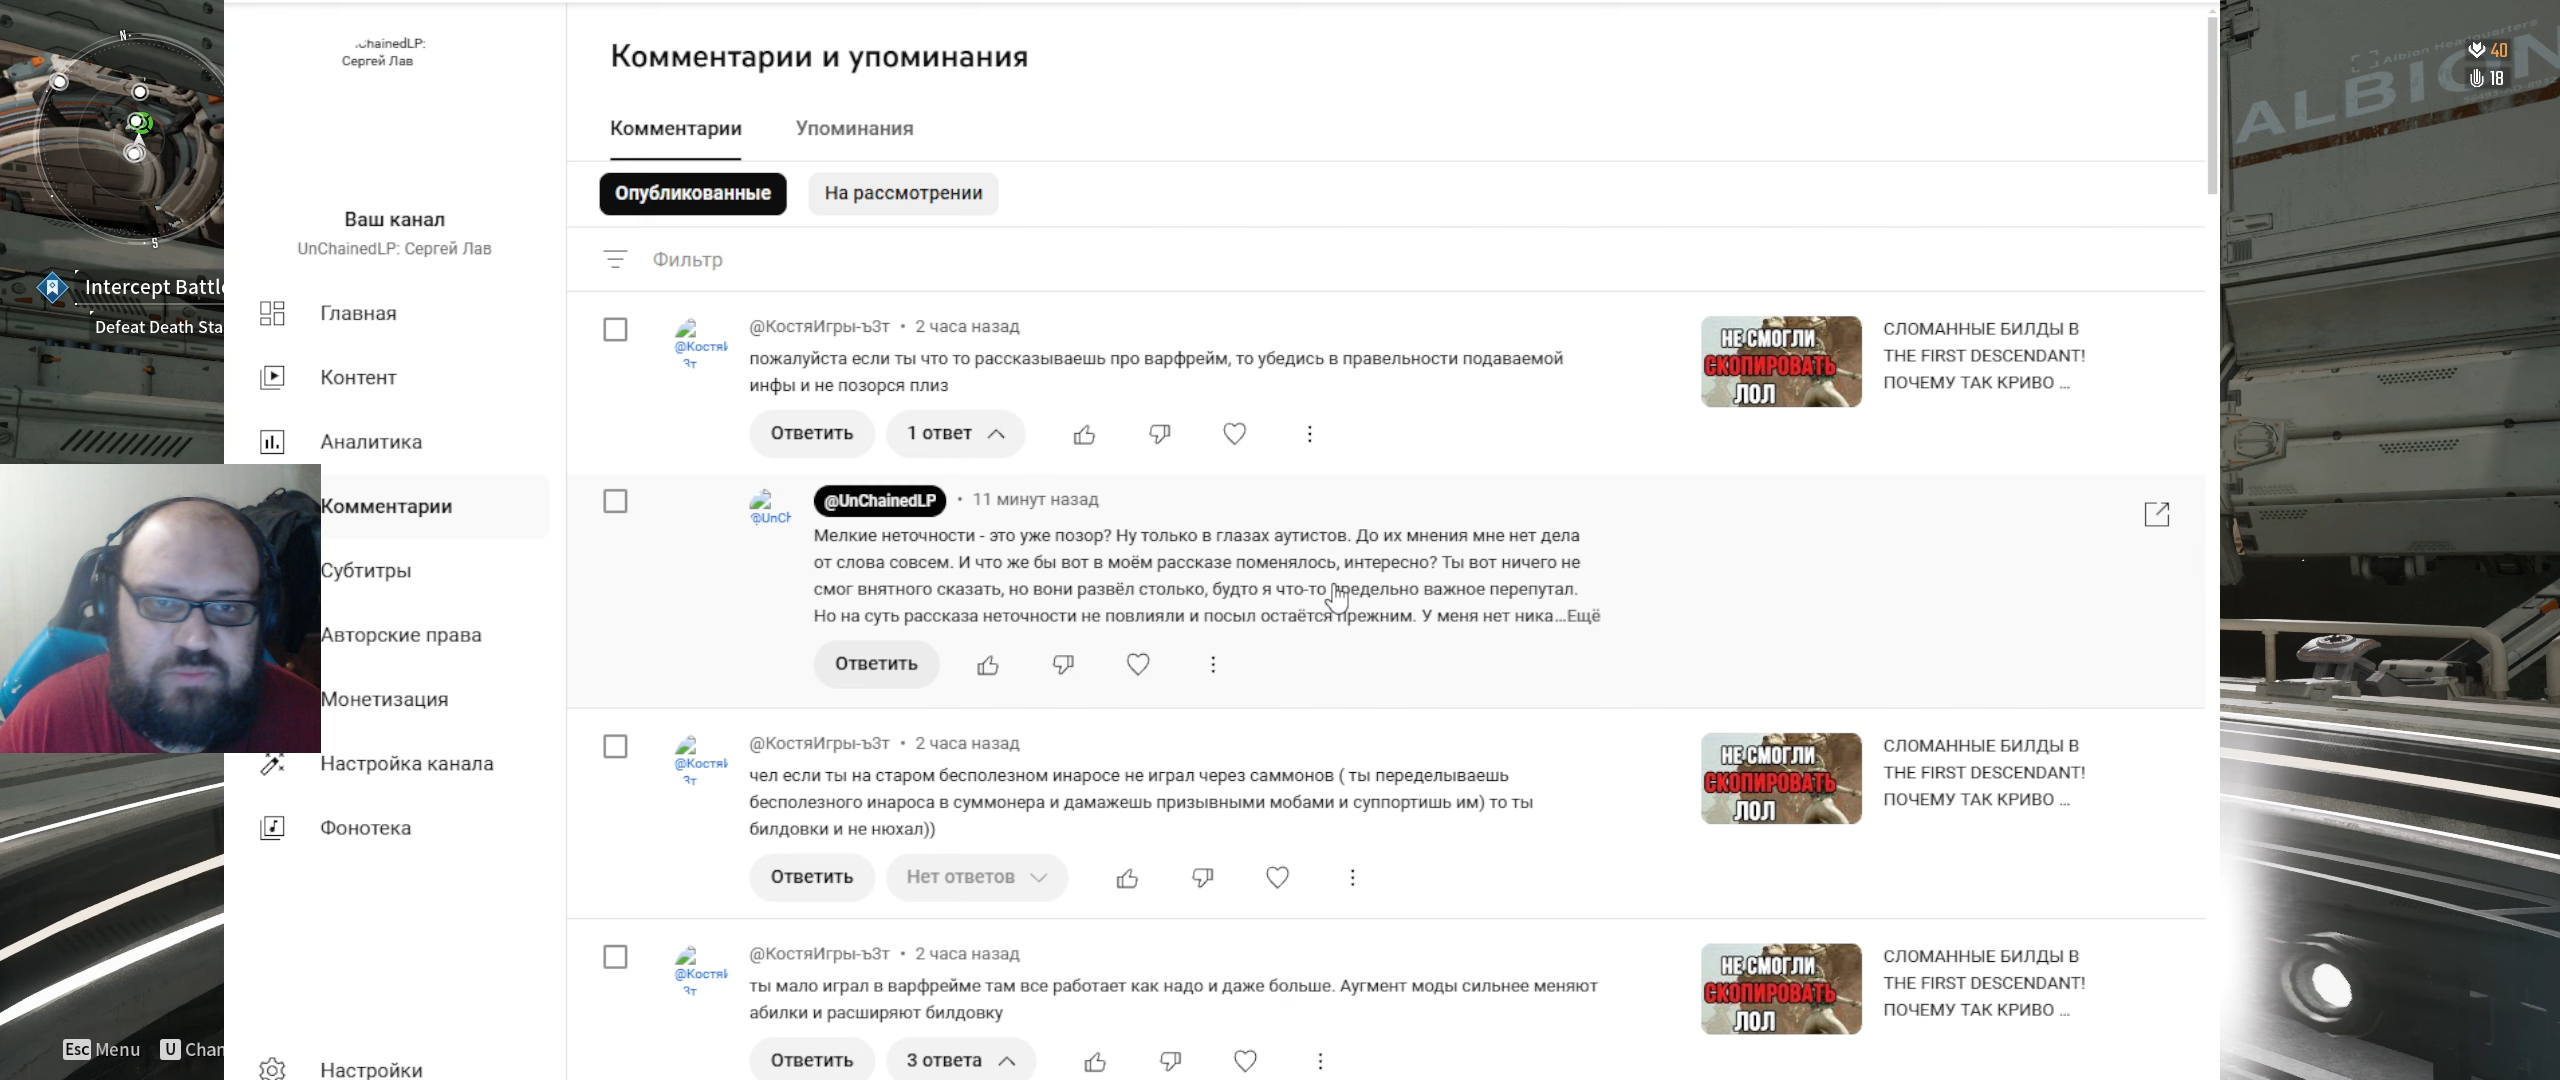 N
S
Intercept Battl
Defeat Death Sta
Esc Menu U Chan
ChainedLP:
Сергей Лав
Ваш канал
UnChainedLP: Сергей Лав
Главная
Контент
Аналитика
Комментарии
Субтитры
Авторские права
Монетизация
Настройка канала
Фонотека
Настройки
Комментарии и упоминания
Комментарии Упоминания
Опубликованные На рассмотрении
Фильтр
@КостяИгры-ъ3т • 2 часа назад
пожалуйста если ты что то рассказываешь про варфрейм, то убедись в правельности подаваемой
инфы и не позорся плиз
Ответить 1 ответ
НЕ СМОГЛИ
СКОПИРОВАТЬ
ЛОЛ
СЛОМАННЫЕ БИЛДЫ В
THE FIRST DESCENDANT!
ПОЧЕМУ ТАК КРИВО ...
@UnChainedLP • 11 минут назад
Мелкие неточности - это уже позор? Ну только в глазах аутистов. До их мнения мне нет дела
от слова совсем. И что же бы вот в моём рассказе поменялось, интересно? Ты вот ничего не
смог внятного сказать, но вони развёл столько, будто я что-то предельно важное перепутал.
Но на суть рассказа неточности не повлияли и посыл остаётся прежним. У меня нет ника...Ещё
Ответить
@КостяИгры-ъ3т • 2 часа назад
чел если ты на старом бесполезном инаросе не играл через саммонов ( ты переделываешь
бесполезного инароса в суммонера и дамажешь призывными мобами и суппортишь им) то ты
билдовки и не нюхал))
Ответить Нет ответов
НЕ СМОГЛИ
СКОПИРОВАТЬ
ЛОЛ
СЛОМАННЫЕ БИЛДЫ В
THE FIRST DESCENDANT!
ПОЧЕМУ ТАК КРИВО ...
@КостяИгры-ъ3т • 2 часа назад
ты мало играл в варфрейме там все работает как надо и даже больше. Аугмент моды сильнее меняют
абилки и расширяют билдовку
Ответить 3 ответа
НЕ СМОГЛИ
СКОПИРОВАТЬ
ЛОЛ
СЛОМАННЫЕ БИЛДЫ В
THE FIRST DESCENDANT!
ПОЧЕМУ ТАК КРИВО ...
40
18
Albion Headquarters
ALBION